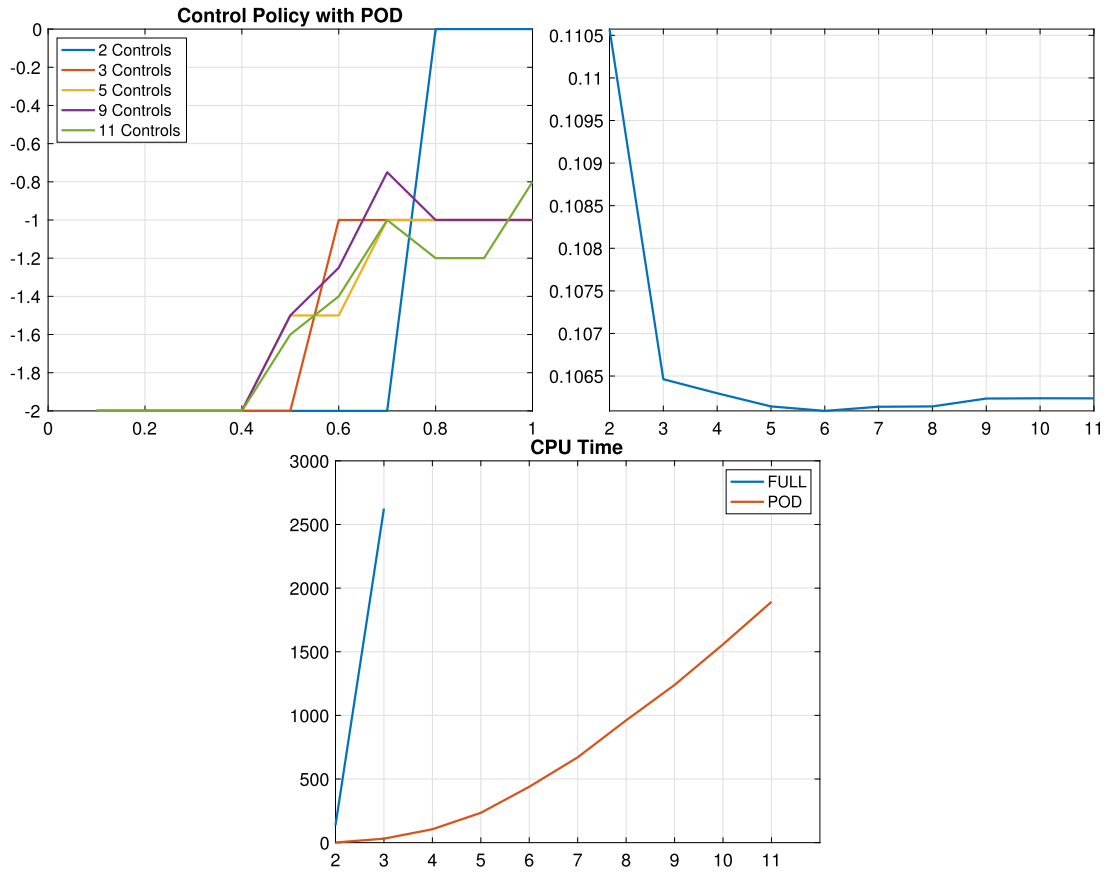 Control Policy with POD
0
-0.2
-0.4
-0.6
-0.8
-1
-1.2
-1.4
-1.6
-1.8
-2
2 Controls
3 Controls
5 Controls
9 Controls
11 Controls
0 0.2 0.4 0.6 0.8 1
0.1105
0.11
0.1095
0.109
0.1085
0.108
0.1075
0.107
0.1065
2 3 4 5 6 7 8 9 10 11
CPU Time
3000
2500
2000
1500
1000
500
0
FULL
POD
2 3 4 5 6 7 8 9 10 11